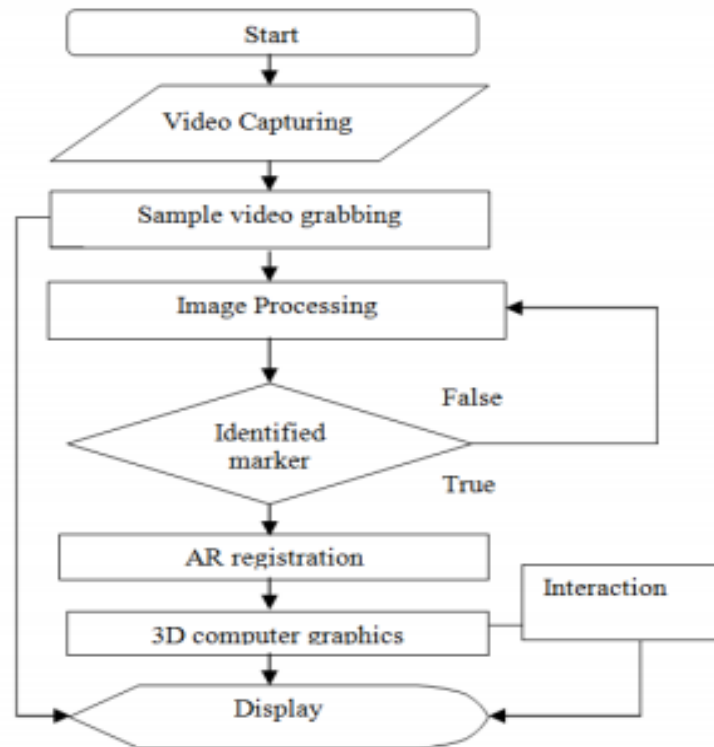 Start
Video Capturing
Sample video grabbing
Image Processing
False
Identified
marker
True
AR registration
Interaction
3D computer graphics
Display